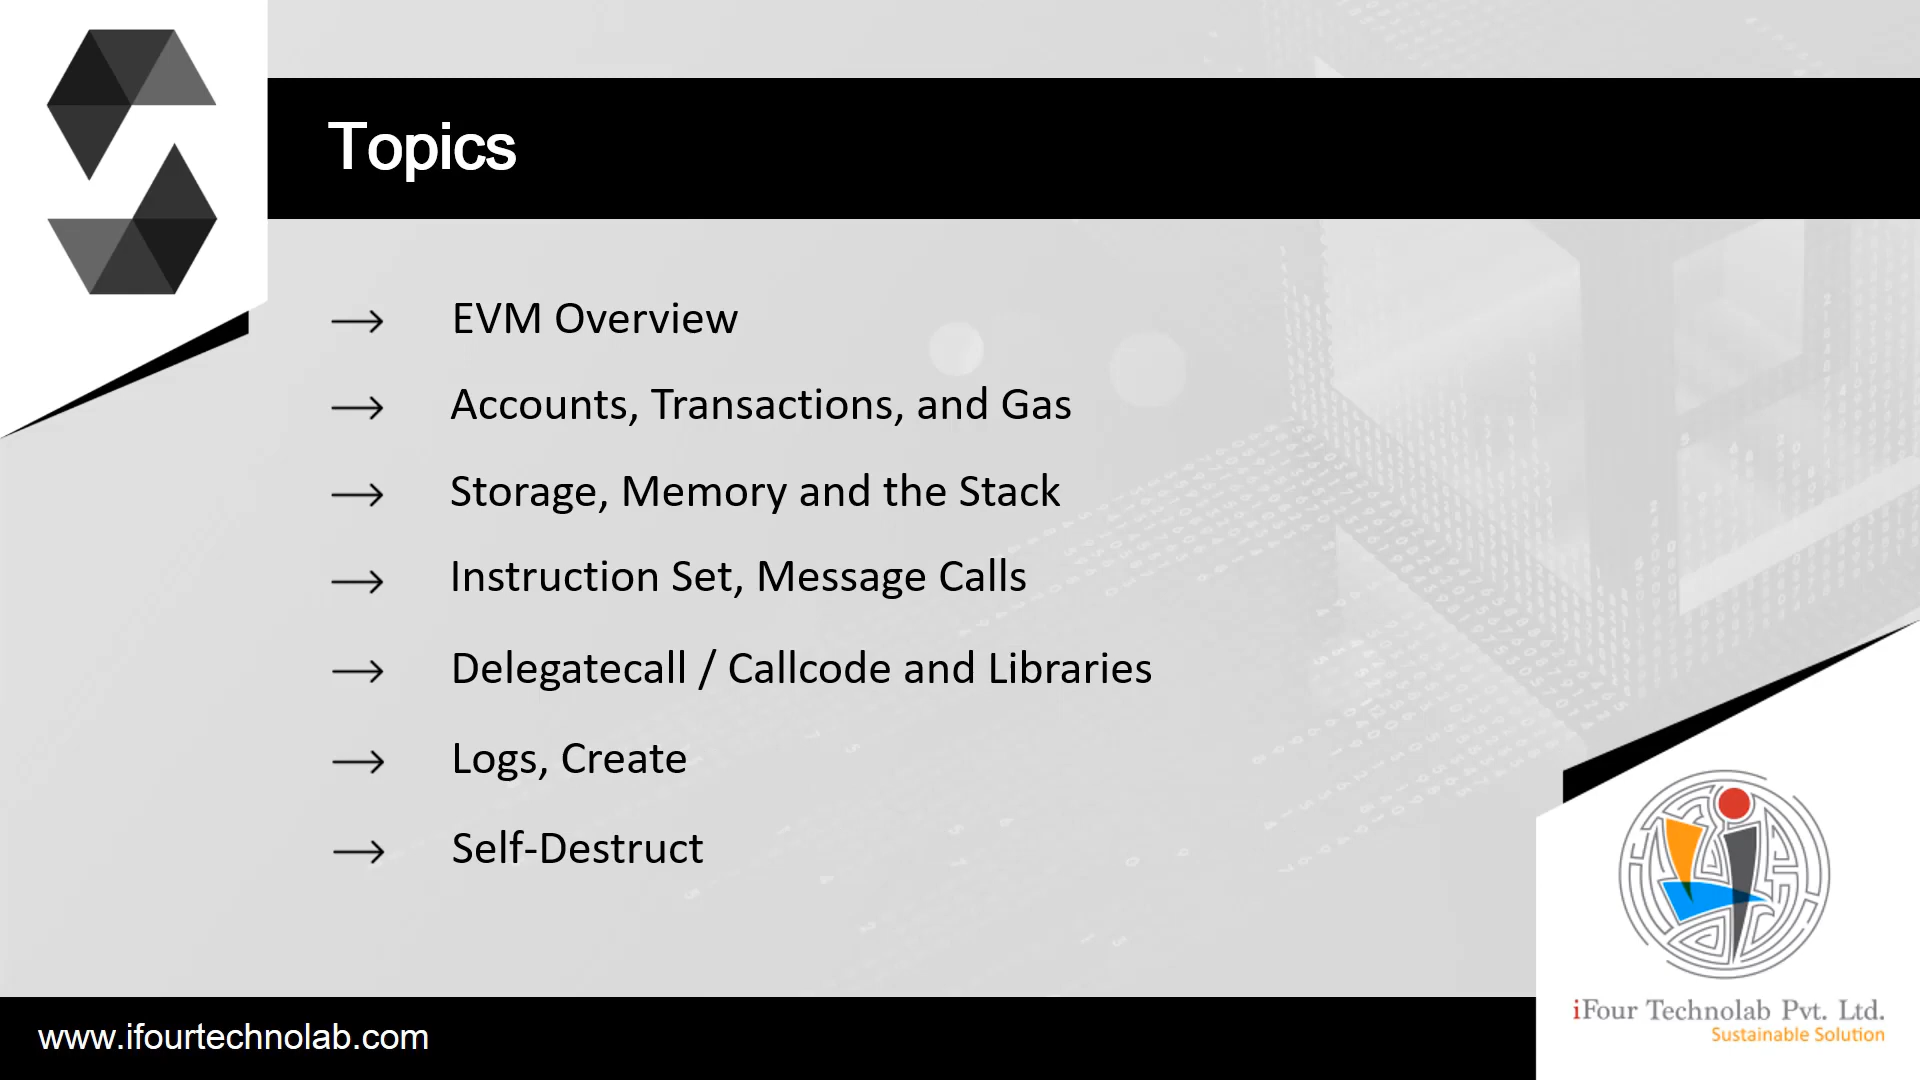 Topics
EVM Overview
Accounts, Transactions, and Gas
Storage, Memory and the Stack
Instruction Set, Message Calls
Delegatecall / Callcode and Libraries
Logs, Create
Self-Destruct
www.ifourtechnolab.com
iFour Technolab Pvt. Ltd.
Sustainable Solution